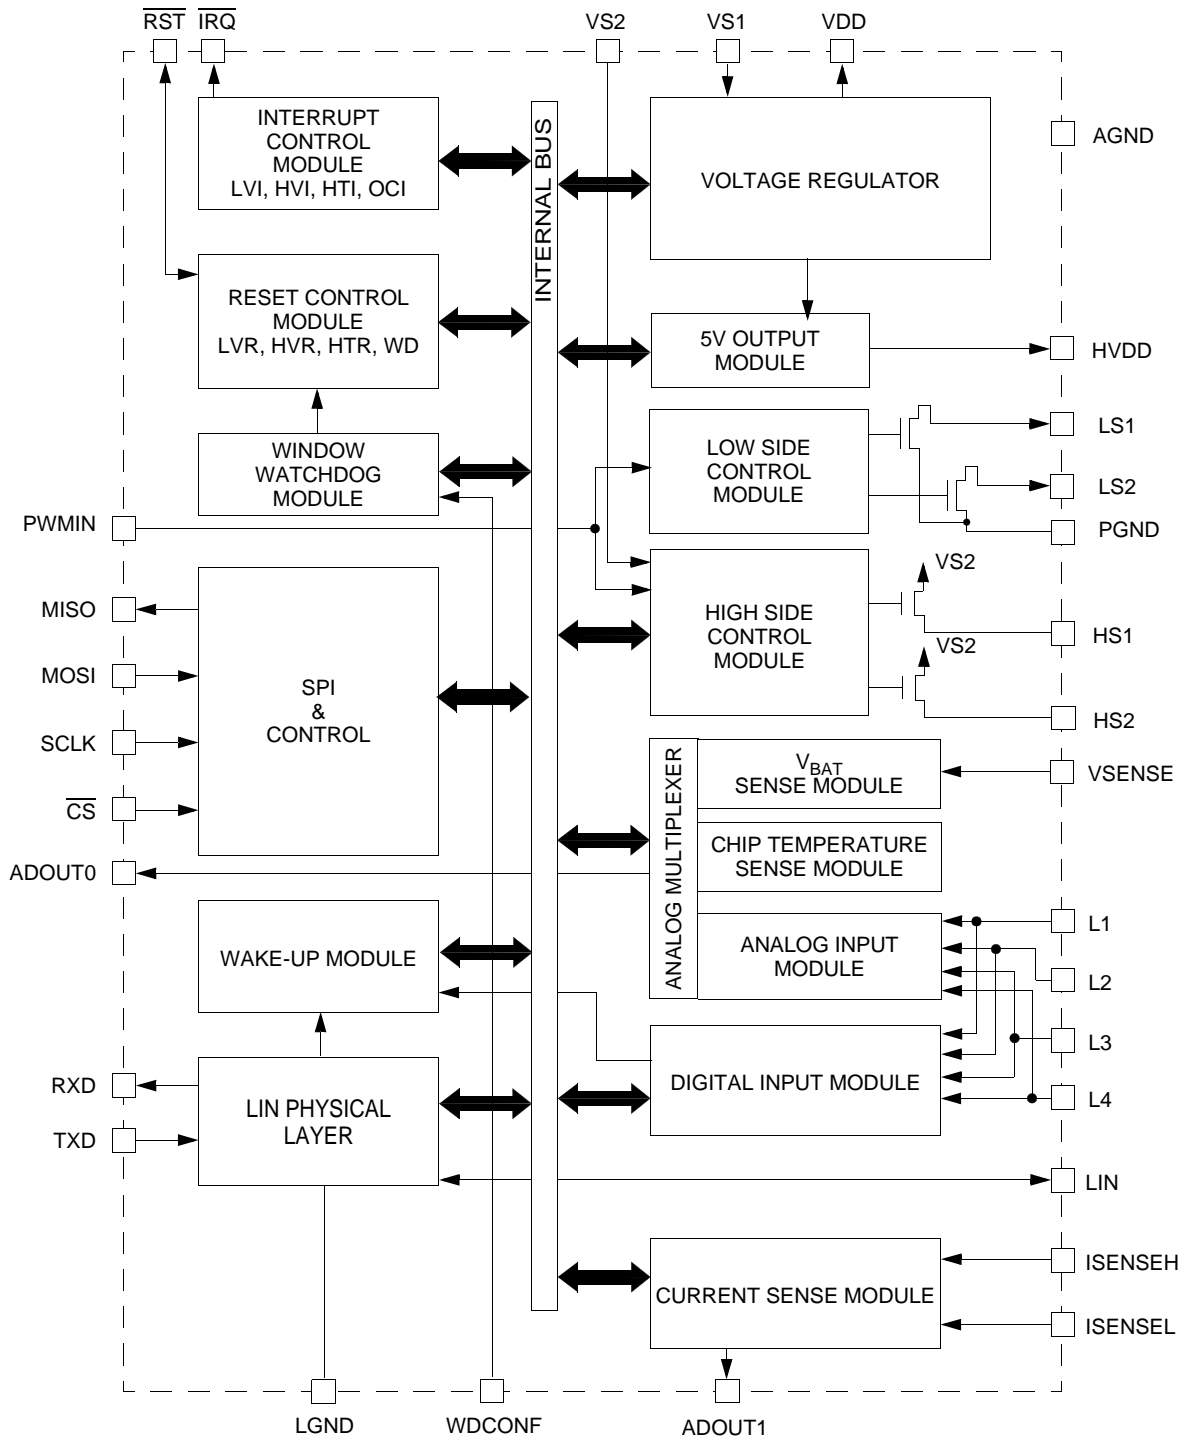 RST IRQ VS2 VS1 VDD
INTERRUPT
CONTROL
MODULE
LVI, HVI, HTI, OCI
INTERNAL BUS
VOLTAGE REGULATOR
AGND
RESET CONTROL
MODULE
LVR, HVR, HTR, WD
5V OUTPUT
MODULE
HVDD
WINDOW
WATCHDOG
MODULE
LOW SIDE
CONTROL
MODULE
LS1
LS2
PGND
PWMIN
MISO
MOSI
SCLK
CS
ADOUT0
SPI
&
CONTROL
HIGH SIDE
CONTROL
MODULE
VS2
HS1
VS2
HS2
ANALOG MULTIPLEXER
VBAT
SENSE MODULE
VSENSE
CHIP TEMPERATURE
SENSE MODULE
ANALOG INPUT
MODULE
L1
L2
L3
L4
WAKE-UP MODULE
DIGITAL INPUT MODULE
RXD
TXD
LIN PHYSICAL
LAYER
LIN
CURRENT SENSE MODULE
ISENSEH
ISENSEL
LGND WDCONF ADOUT1